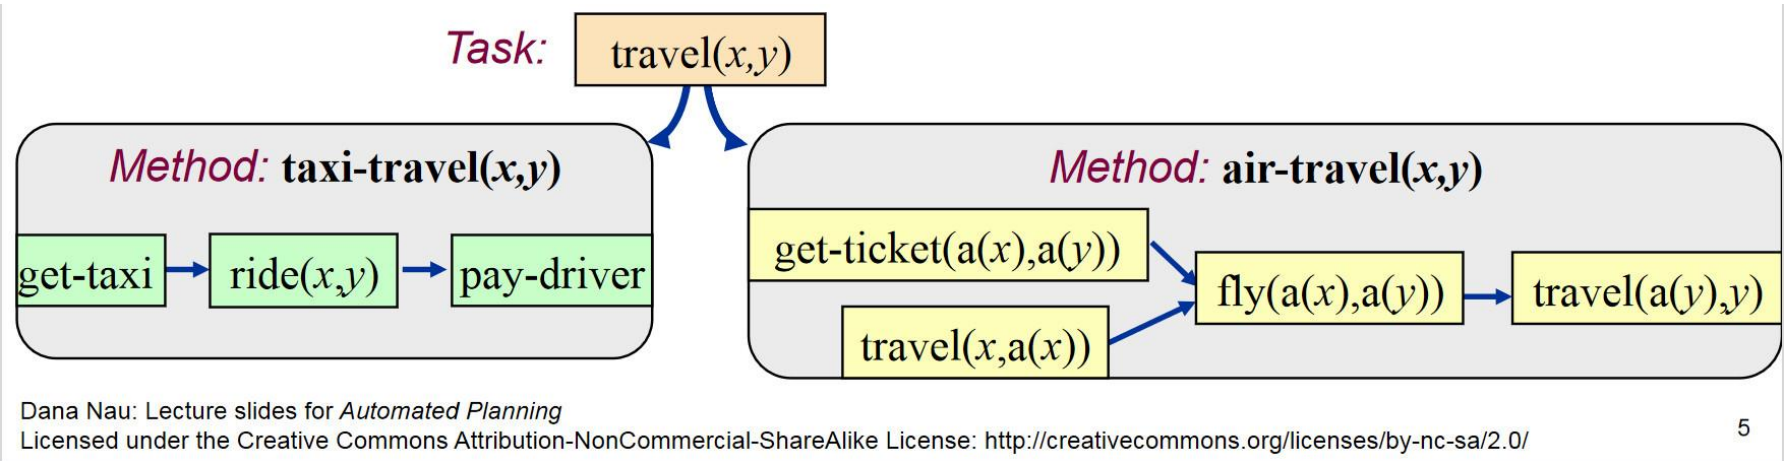 Task: travel(x,y)
Method: taxi-travel(x,y)
get-taxi ride(x,y) pay-driver
Method: air-travel(x,y)
get-ticket(a(x),a(y))
travel(x,a(x))
fly(a(x),a(y))
travel(a(y),y)
Dana Nau: Lecture slides for Automated Planning
Licensed under the Creative Commons Attribution-NonCommercial-ShareAlike License: http://creativecommons.org/licenses/by-nc-sa/2.0/
5